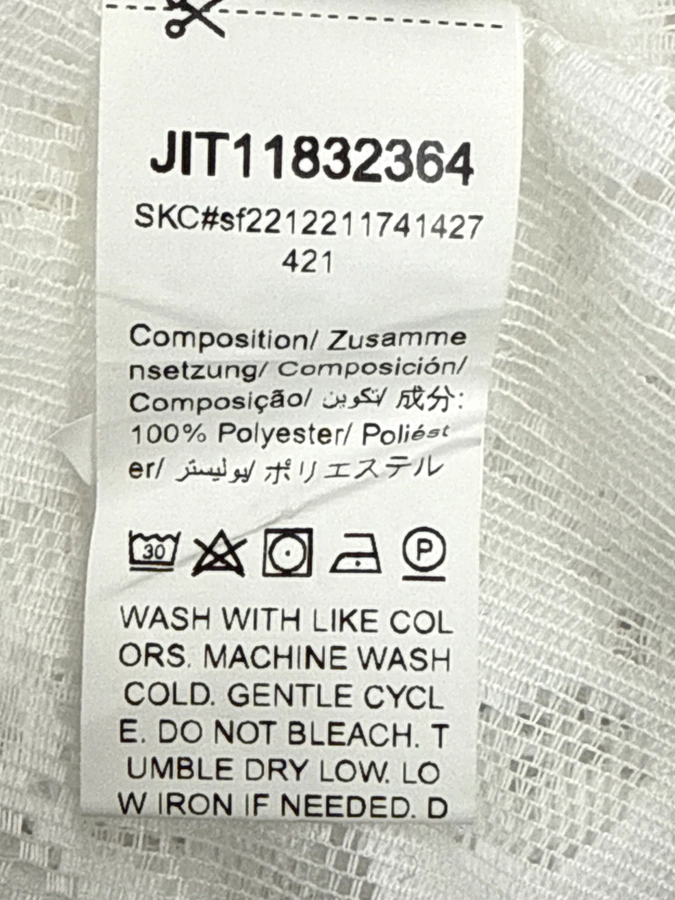 JIT11832364
SKC#sf2212211741427
421
Composition/ Zusamme
nsetzung/ Composición/
Composição/ تكوين/ 成分:
100% Polyester/ Poliést
er/ بوليستر/ ポリエステル
30 P
WASH WITH LIKE COL
ORS. MACHINE WASH
COLD. GENTLE CYCL
E. DO NOT BLEACH. T
UMBLE DRY LOW. LO
W IRON IF NEEDED. D